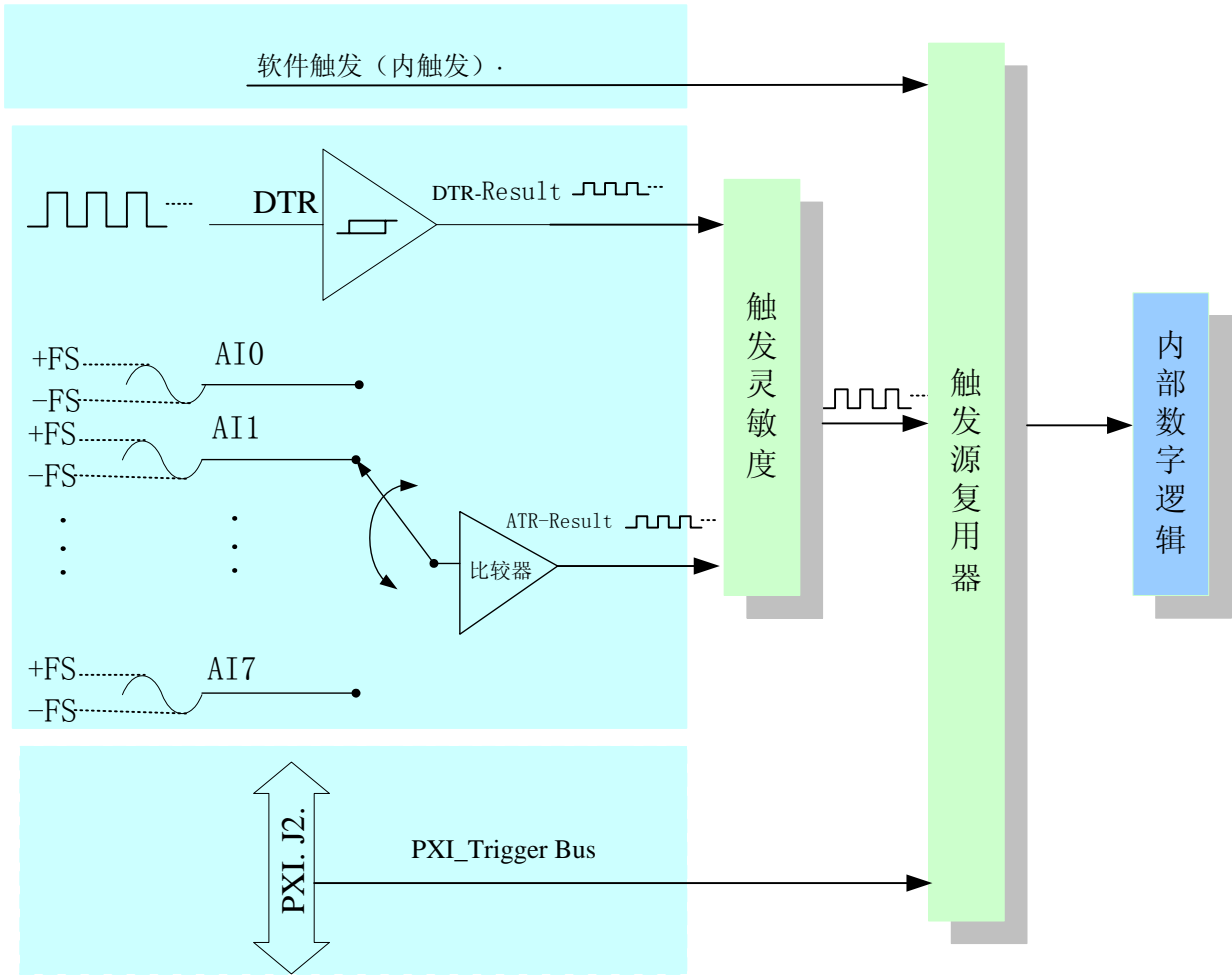 软件触发（内触发）.
DTR
DTR-Result
+FS
-FS
AI0
+FS
-FS
AI1
ATR-Result
比较器
+FS
-FS
AI7
触发灵敏度
触发源复用器
内部数字逻辑
PXI. J2.
PXI_Trigger Bus